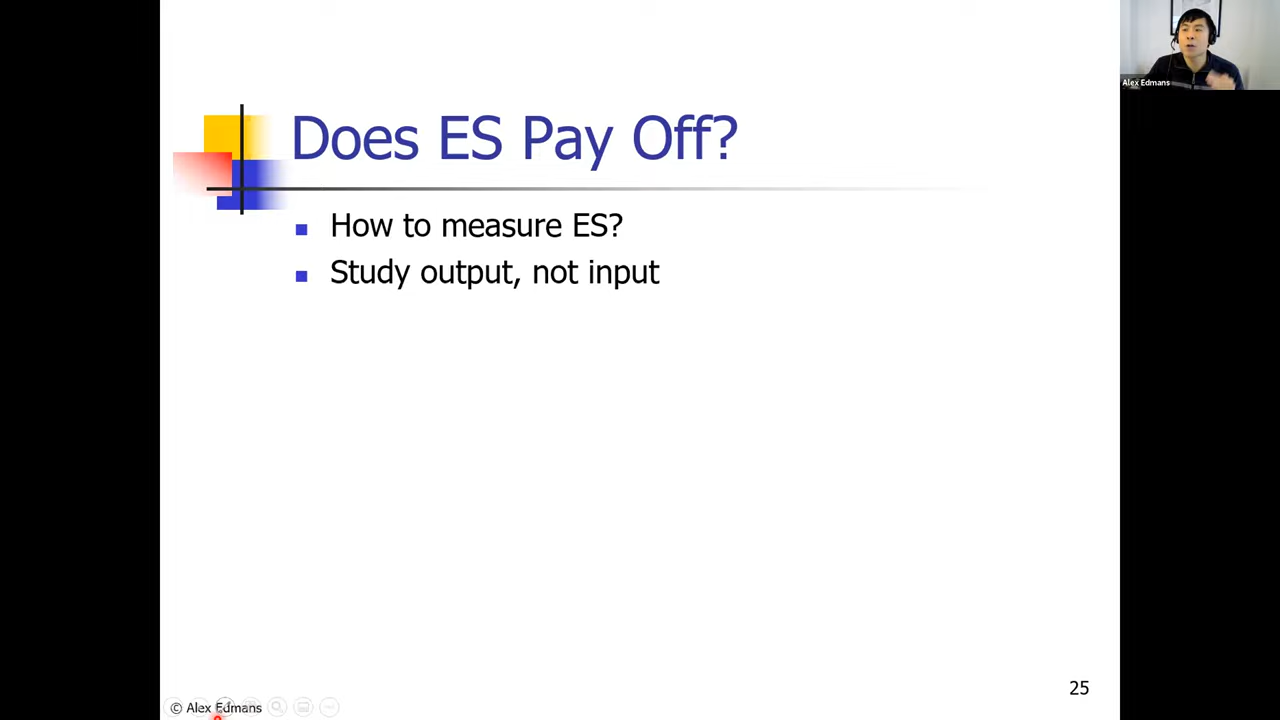 Alex Edmans
Does ES Pay Off?
How to measure ES?
Study output, not input
25
© Alex Edmans